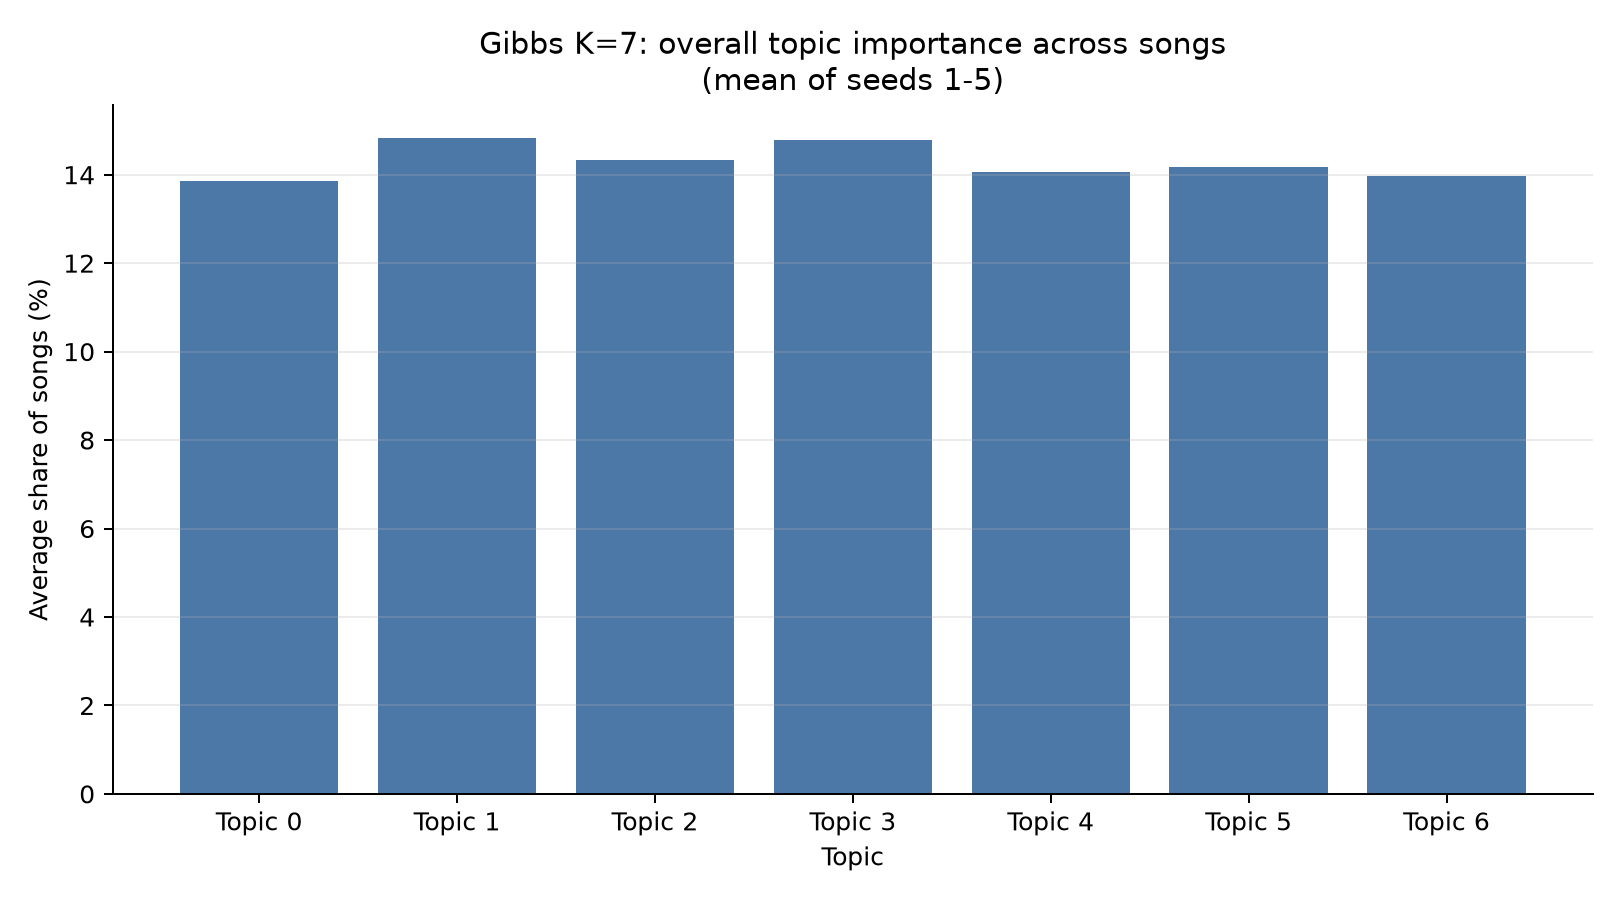 Gibbs K=7: overall topic importance across songs
(mean of seeds 1-5)
Average share of songs (%)
14
12
10
8
6
4
2
0
Topic 0
Topic 1
Topic 2
Topic 3
Topic 4
Topic 5
Topic 6
Topic